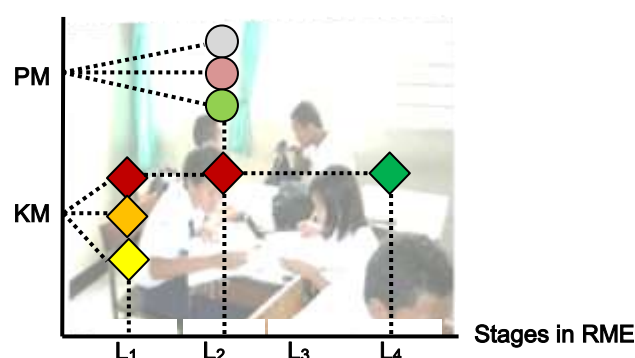 PM
KM
Stages in RME
L₁ L₂ L₃ L₄